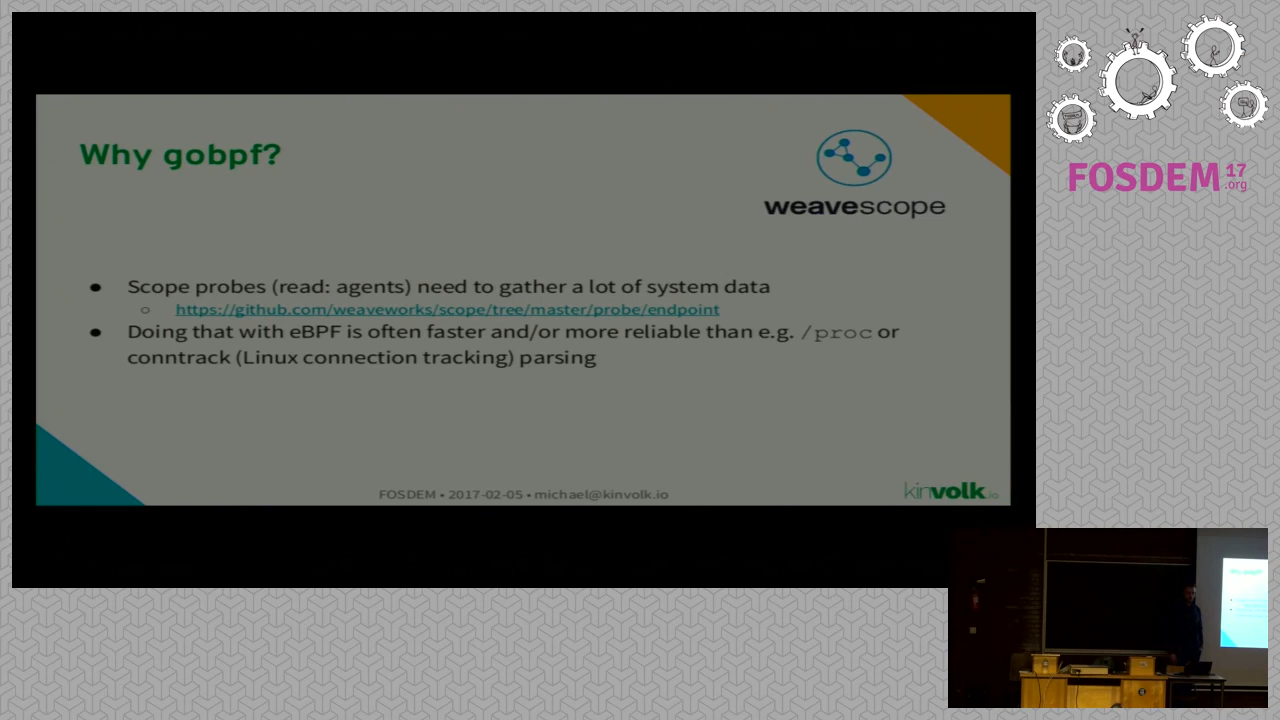 Why gobpf?
weavescope
● Scope probes (read: agents) need to gather a lot of system data
○ https://github.com/weaveworks/scope/tree/master/probe/endpoint
● Doing that with eBPF is often faster and/or more reliable than e.g. /proc or
conntrack (Linux connection tracking) parsing
FOSDEM • 2017-02-05 • michael@kinvolk.io
kinvolk.io
FOSDEM 17 .org